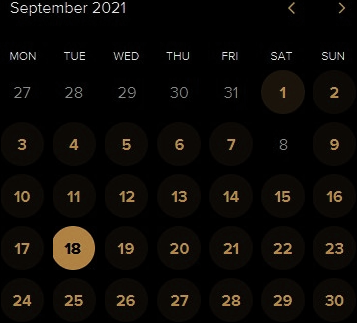 September 2021 < >
MON TUE WED THU FRI SAT SUN
27 28 29 30 31 1 2
3 4 5 6 7 8 9
10 11 12 13 14 15 16
17 18 19 20 21 22 23
24 25 26 27 28 29 30